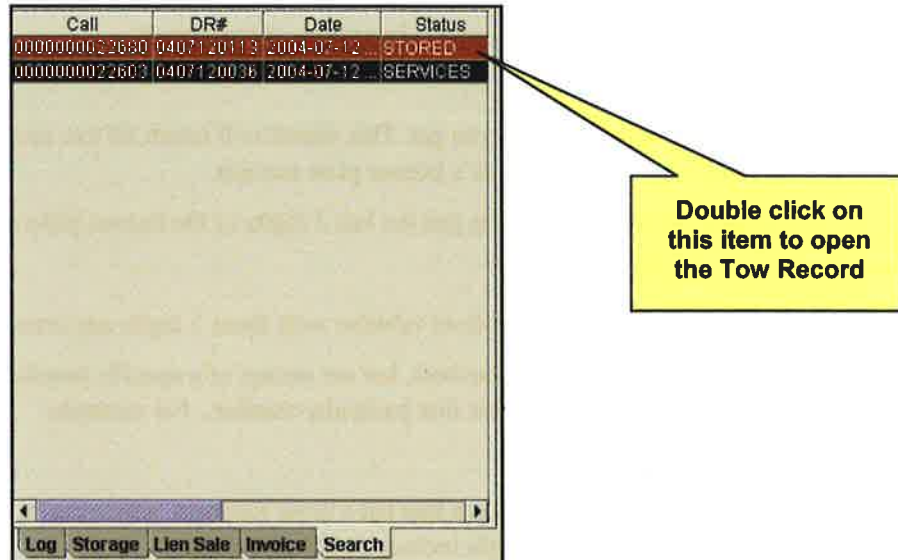 Call DR# Date Status
0000000022680 0407120113 2004-07-12 ... STORED
0000000022603 0407120036 2004-07-12 ... SERVICES
Double click on
this item to open
the Tow Record
Log Storage Lien Sale Invoice Search